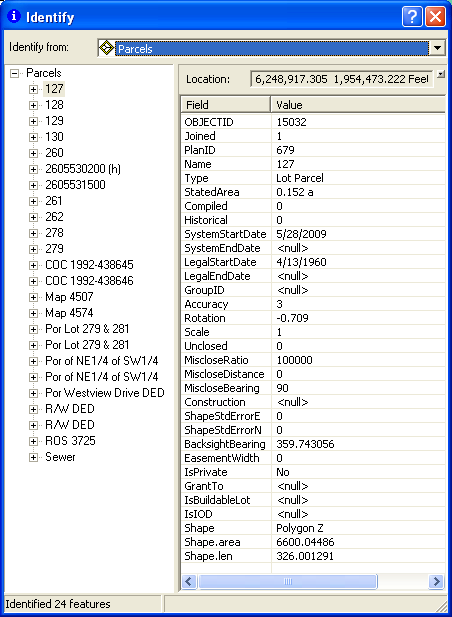 Identify
Identify from: Parcels
Parcels
127
128
129
130
260
2605530200 (h)
2605531500
261
262
278
279
COC 1992-438645
COC 1992-438646
Map 4507
Map 4574
Por Lot 279 & 281
Por Lot 279 & 281
Por of NE1/4 of SW1/4
Por of NE1/4 of SW1/4
Por Westview Drive DED
R/W DED
R/W DED
ROS 3725
Sewer
Location: 6,248,917.305 1,954,473.222 Feet
Field Value
OBJECTID 15032
Joined 1
PlanID 679
Name 127
Type Lot Parcel
StatedArea 0.152 a
Compiled 0
Historical 0
SystemStartDate 5/28/2009
SystemEndDate <null>
LegalStartDate 4/13/1960
LegalEndDate <null>
GroupID <null>
Accuracy 3
Rotation -0.709
Scale 1
Unclosed 0
MiscloseRatio 100000
MiscloseDistance 0
MiscloseBearing 90
Construction <null>
ShapeStdErrorE 0
ShapeStdErrorN 0
BacksightBearing 359.743056
EasementWidth 0
IsPrivate No
GrantTo <null>
IsBuildableLot <null>
IsIOD <null>
Shape Polygon Z
Shape.area 6600.04486
Shape.len 326.001291
Identified 24 features